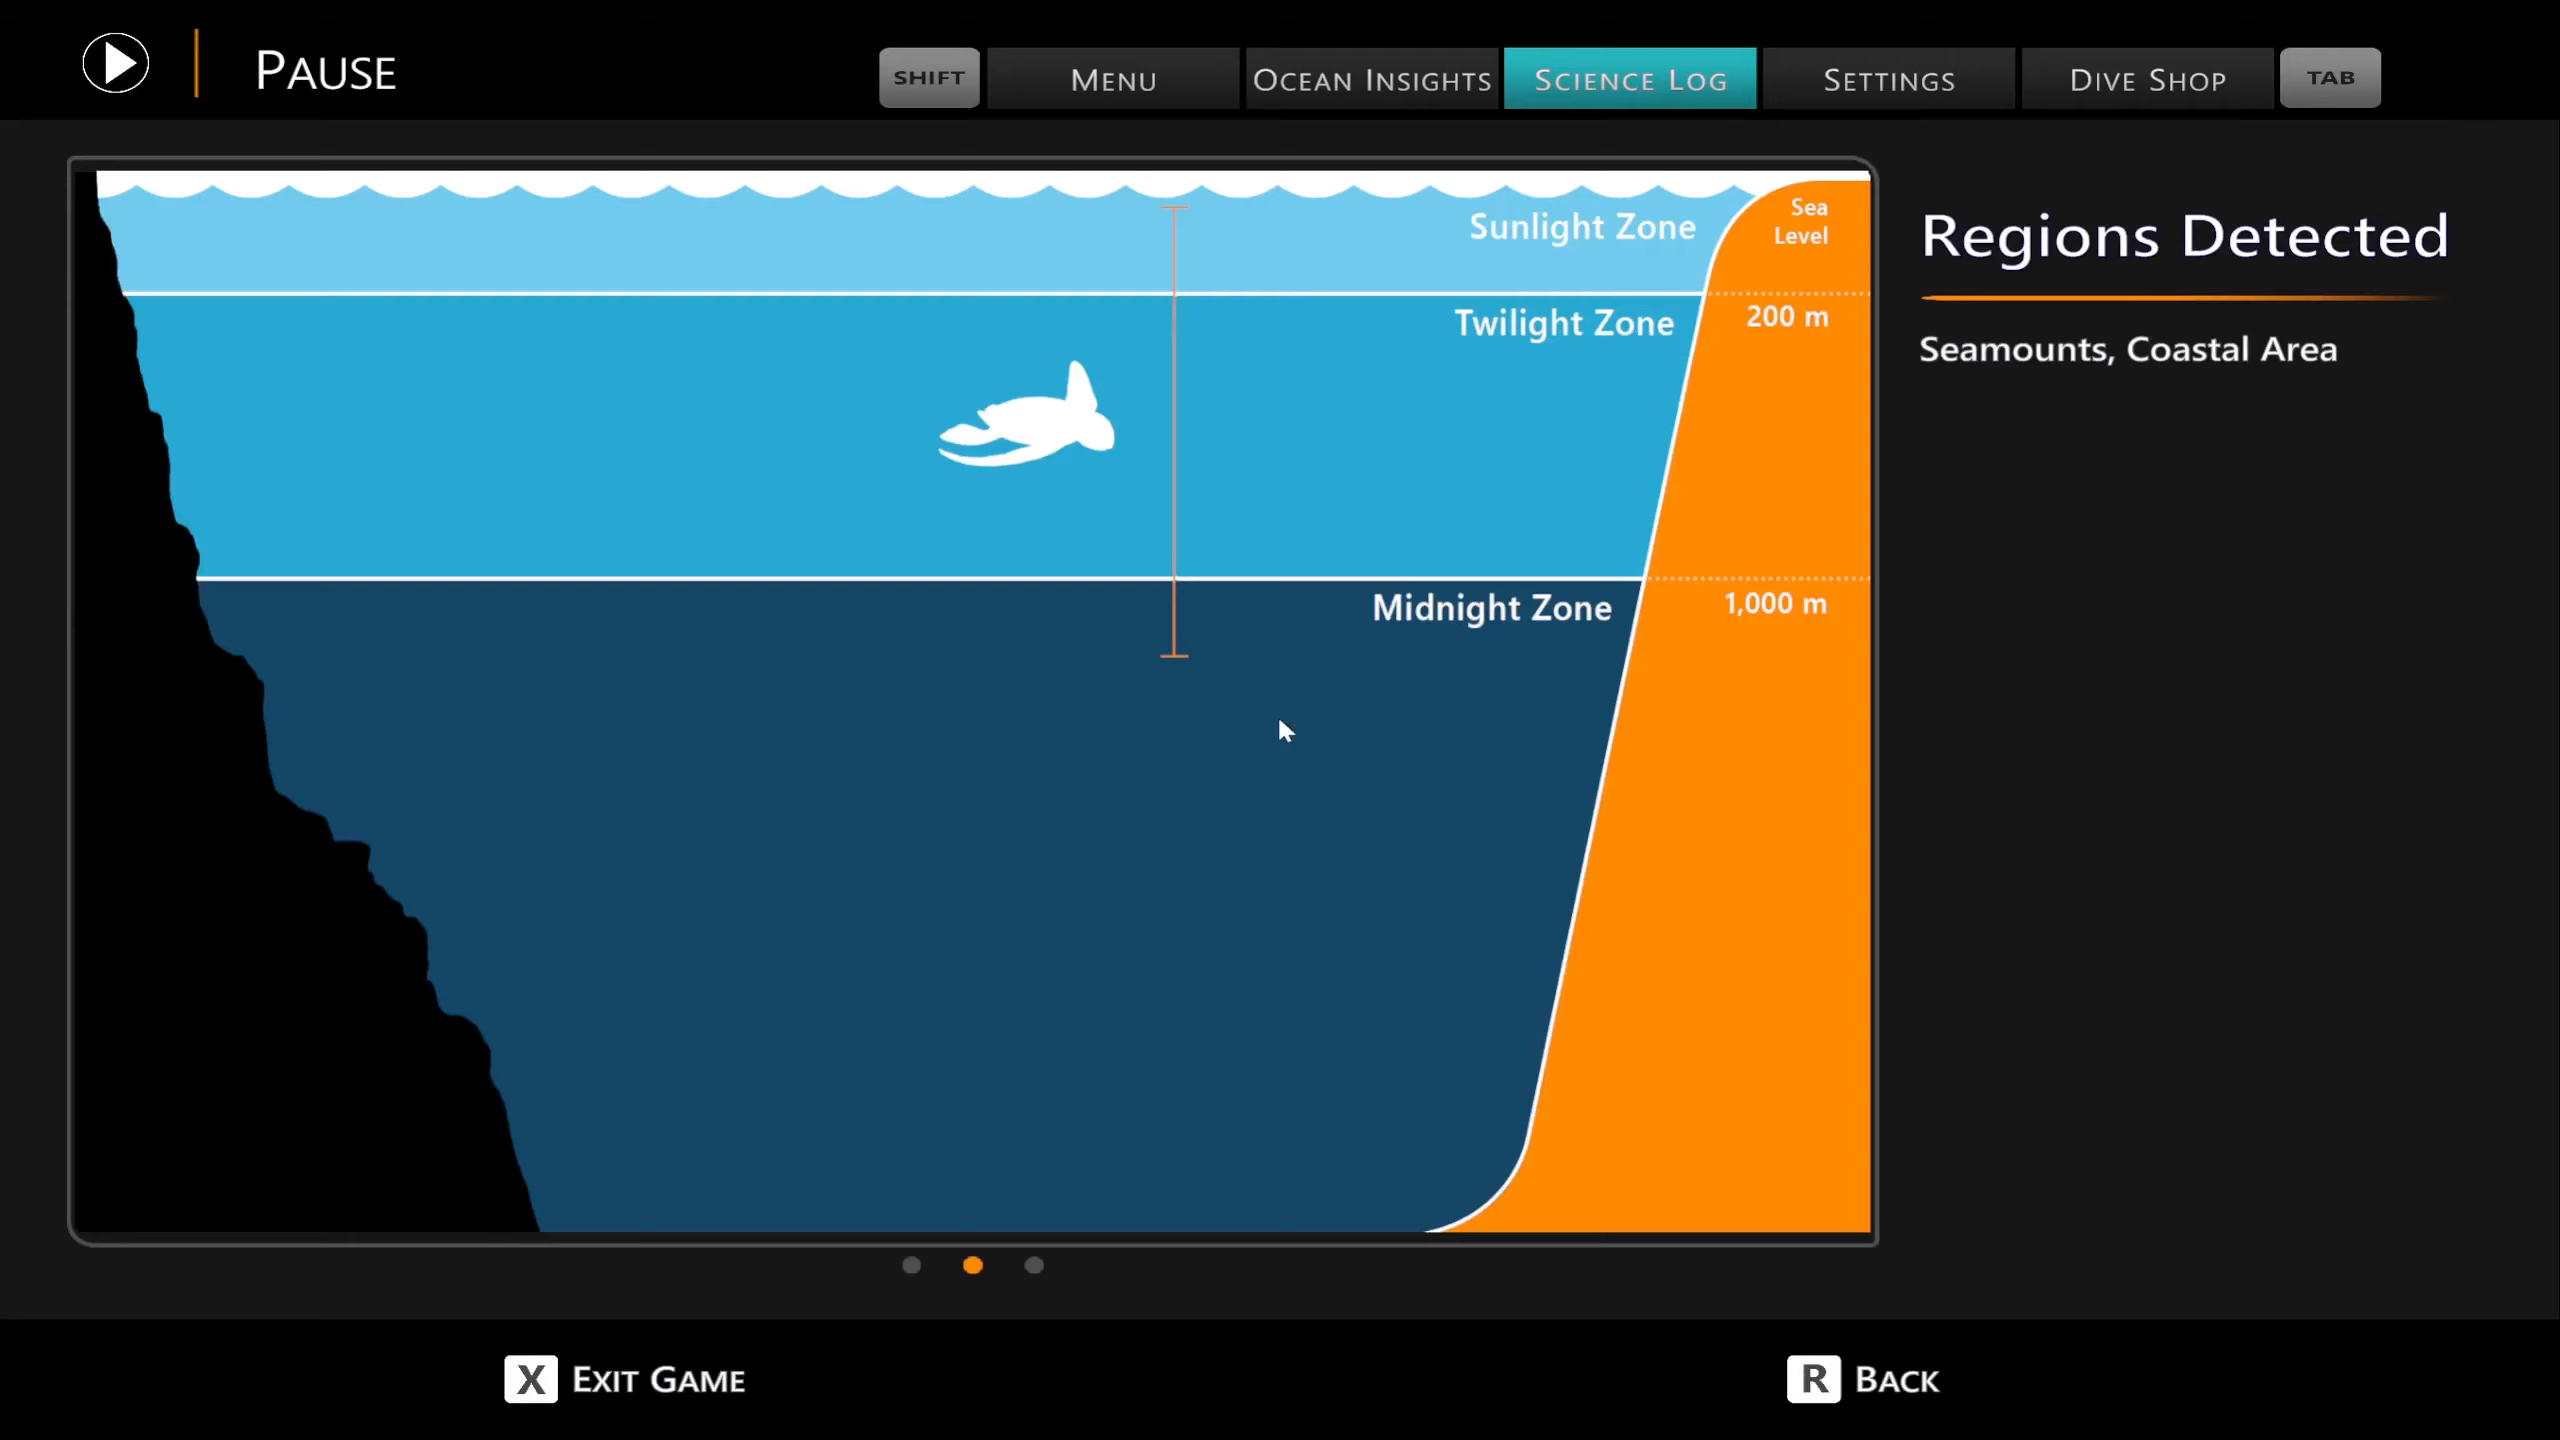 PAUSE
SHIFT
MENU
OCEAN INSIGHTS
SCIENCE LOG
SETTINGS
DIVE SHOP
TAB
Sunlight Zone
Sea
Level
Twilight Zone
200 m
Midnight Zone
1,000 m
Regions Detected
Seamounts, Coastal Area
X EXIT GAME
R BACK